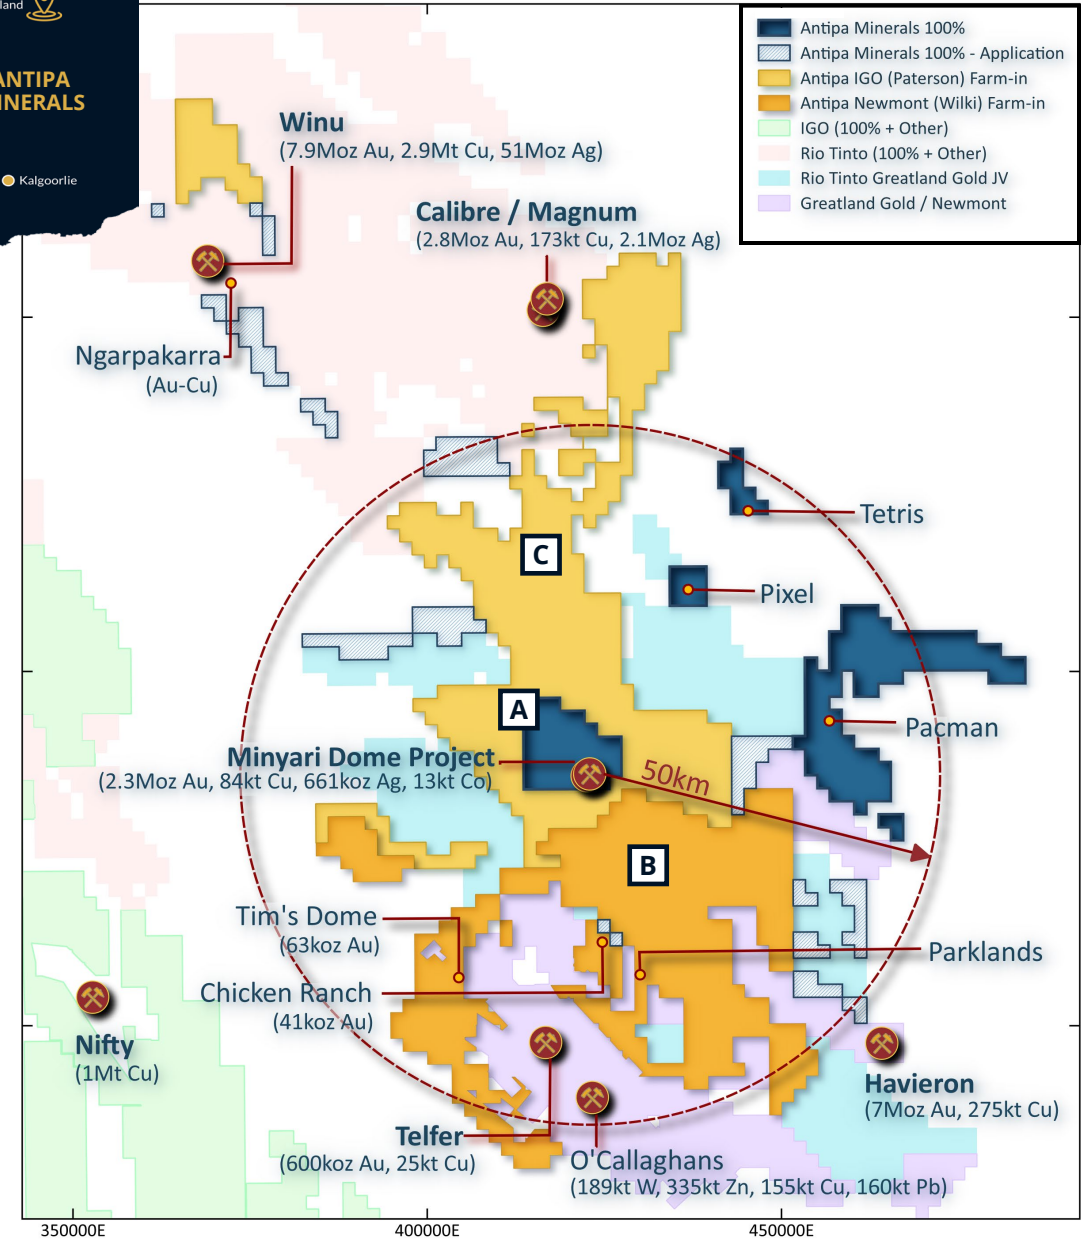 land
ANTIPA
MINERALS
Kalgoorlie
Antipa Minerals 100%
Antipa Minerals 100% - Application
Antipa IGO (Paterson) Farm-in
Antipa Newmont (Wilki) Farm-in
IGO (100% + Other)
Rio Tinto (100% + Other)
Rio Tinto Greatland Gold JV
Greatland Gold / Newmont
Winu
(7.9Moz Au, 2.9Mt Cu, 51Moz Ag)
Calibre / Magnum
(2.8Moz Au, 173kt Cu, 2.1Moz Ag)
Ngarpakarra
(Au-Cu)
Tetris
C
Pixel
A
Pacman
Minyari Dome Project
(2.3Moz Au, 84kt Cu, 661koz Ag, 13kt Co)
50km
B
Tim's Dome
(63koz Au)
Parklands
Chicken Ranch
(41koz Au)
Nifty
(1Mt Cu)
Havieron
(7Moz Au, 275kt Cu)
Telfer
(600koz Au, 25kt Cu)
O'Callaghans
(189kt W, 335kt Zn, 155kt Cu, 160kt Pb)
350000E
400000E
450000E